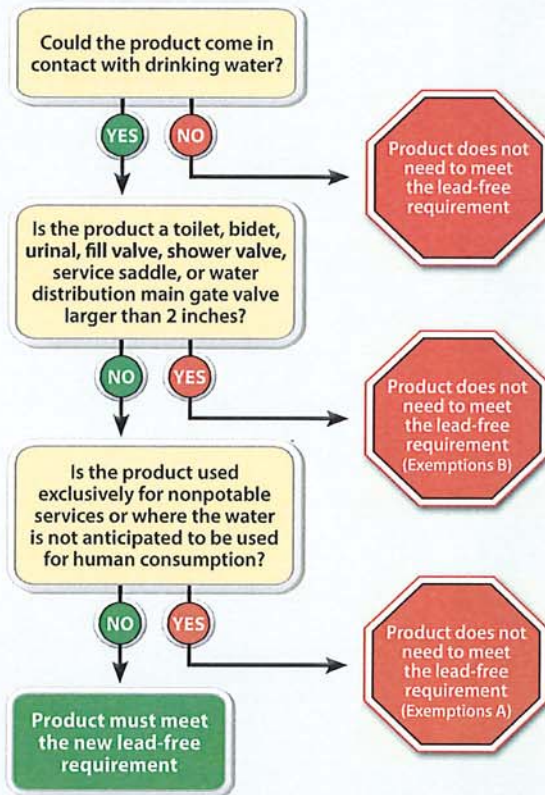 Could the product come in
contact with drinking water?
YES
NO
Product does not
need to meet
the lead-free
requirement
Is the product a toilet, bidet,
urinal, fill valve, shower valve,
service saddle, or water
distribution main gate valve
larger than 2 inches?
NO
YES
Product does not
need to meet
the lead-free
requirement
(Exemptions B)
Is the product used
exclusively for nonpotable
services or where the water
is not anticipated to be used
for human consumption?
NO
YES
Product does not
need to meet
the lead-free
requirement
(Exemptions A)
Product must meet
the new lead-free
requirement